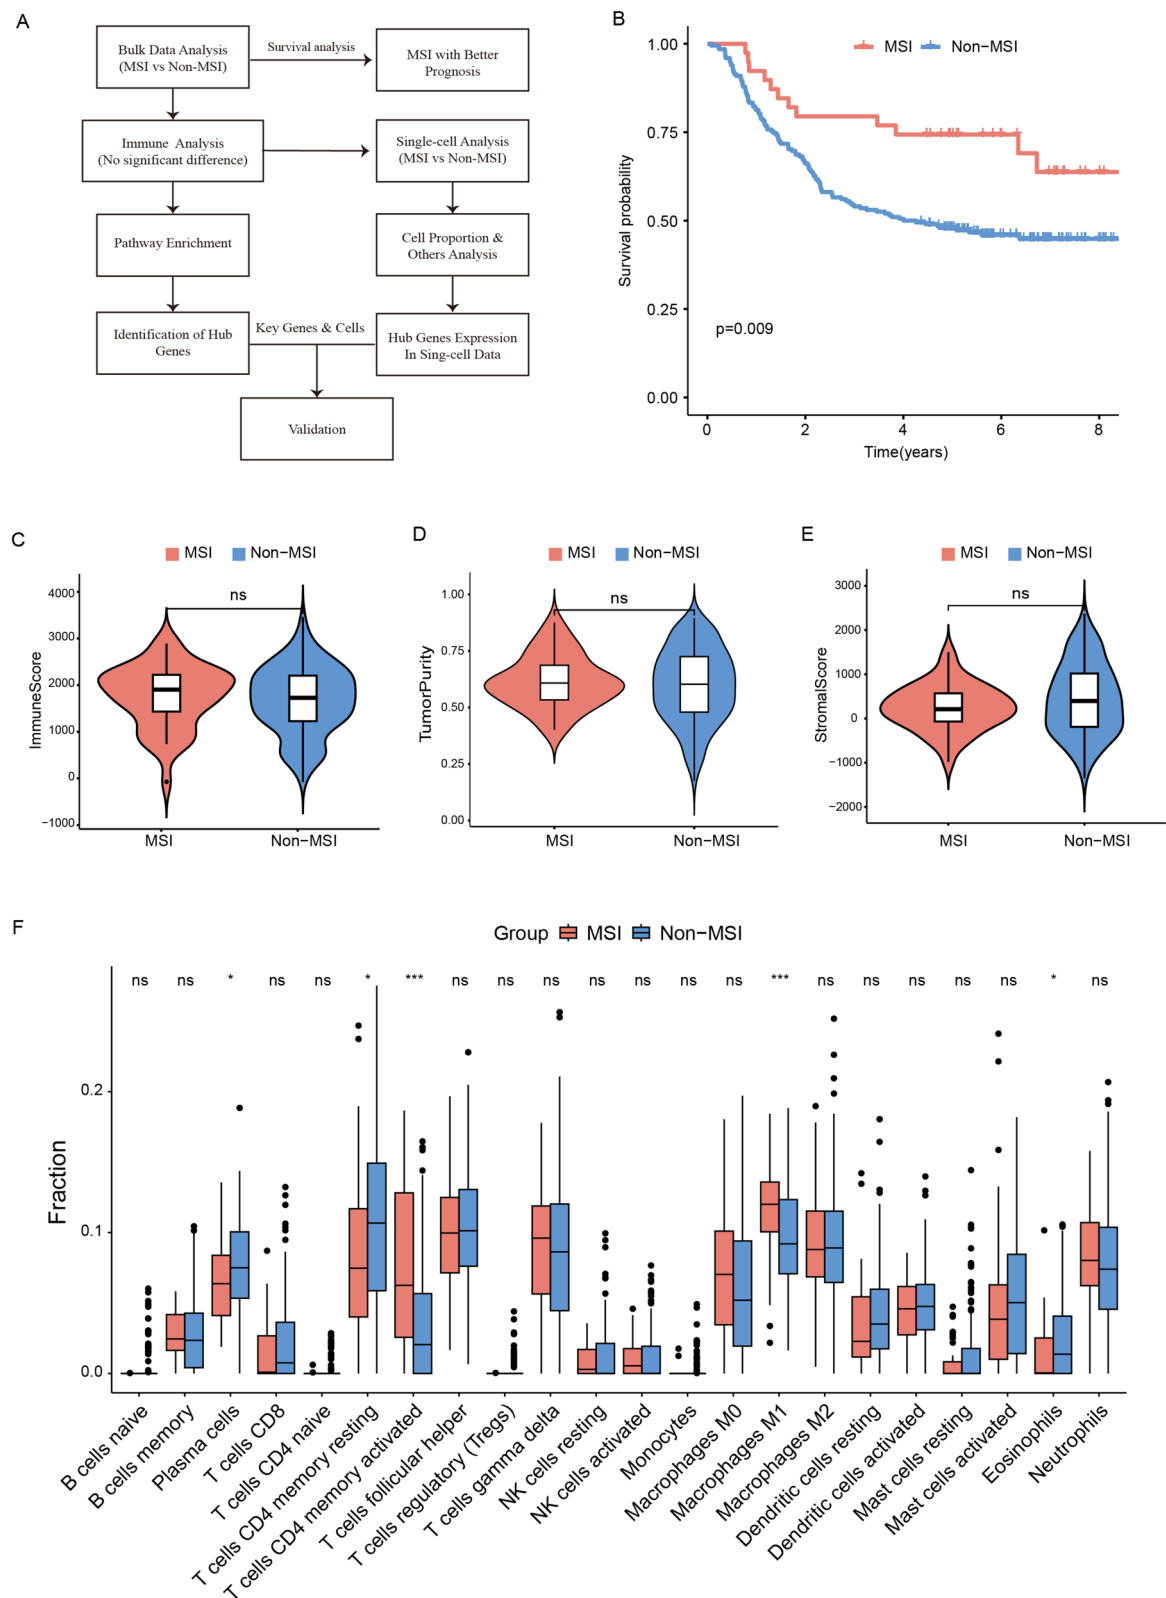 A
Bulk Data Analysis
(MSI vs Non-MSI)
Survival analysis
MSI with Better
Prognosis
Immune Analysis
(No significant difference)
Single-cell Analysis
(MSI vs Non-MSI)
Pathway Enrichment
Cell Proportion &
Others Analysis
Identification of Hub
Genes
Key Genes & Cells
Hub Genes Expression
In Sing-cell Data
Validation
B
MSI
Non−MSI
Survival probability
1.00
0.75
0.50
0.25
0.00
p=0.009
0 2 4 6 8
Time(years)
C
MSI
Non−MSI
ImmuneScore
4000
3000
2000
1000
0
−1000
ns
MSI
Non−MSI
D
MSI
Non−MSI
TumorPurity
1.00
0.75
0.50
0.25
0.00
ns
MSI
Non−MSI
E
MSI
Non−MSI
StromalScore
3000
2000
1000
0
−1000
−2000
ns
MSI
Non−MSI
F
Group MSI Non−MSI
ns ns * ns ns * *** ns ns ns ns ns ns ns *** ns ns ns ns ns * ns
Fraction
0.2
0.1
0.0
B cells naive
B cells memory
Plasma cells
T cells CD8
T cells CD4 naive
T cells CD4 memory resting
T cells CD4 memory activated
T cells follicular helper
T cells regulatory (Tregs)
T cells gamma delta
NK cells resting
NK cells activated
Monocytes
Macrophages M0
Macrophages M1
Macrophages M2
Dendritic cells resting
Dendritic cells activated
Mast cells resting
Mast cells activated
Eosinophils
Neutrophils